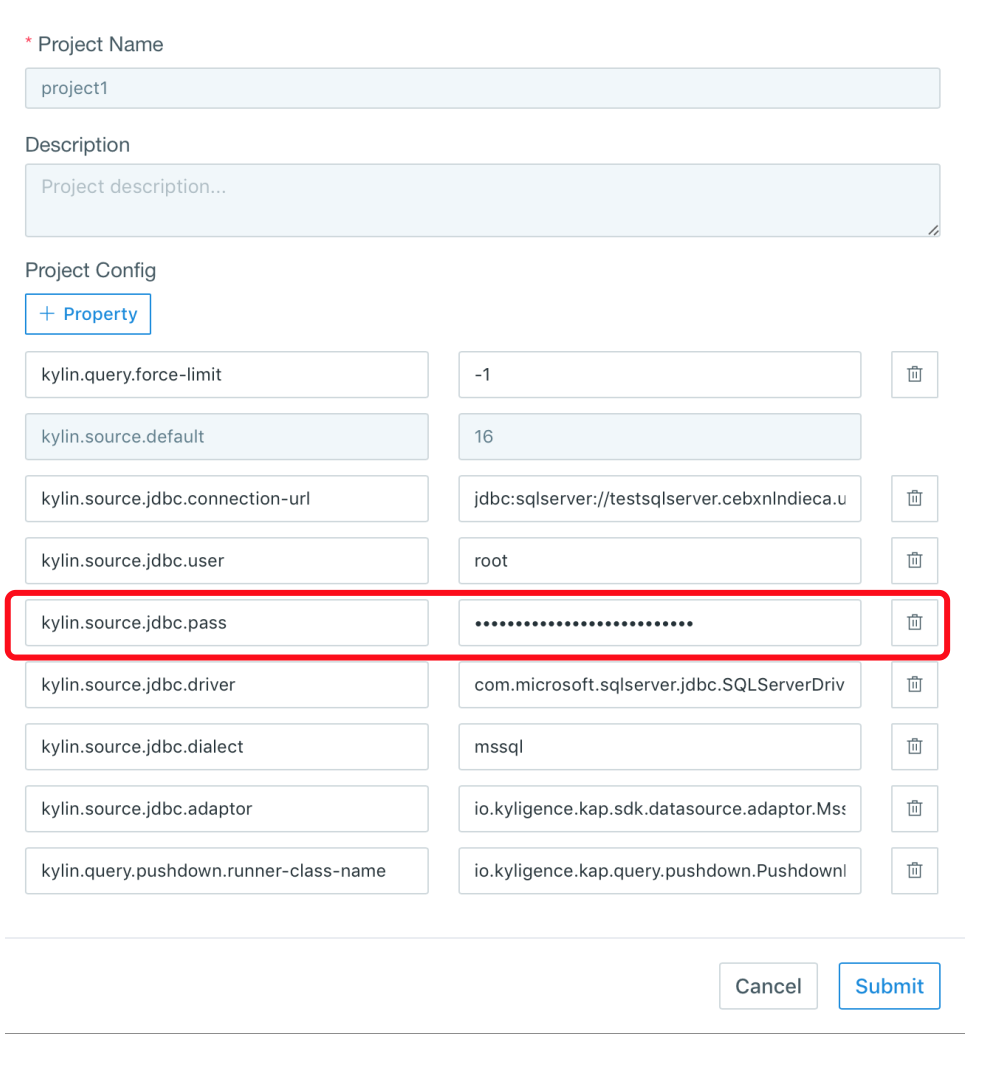 * Project Name
project1
Description
Project description...
Project Config
+ Property
kylin.query.force-limit -1
kylin.source.default 16
kylin.source.jdbc.connection-url jdbc:sqlserver://testsqlserver.cebxnlndieca.u
kylin.source.jdbc.user root
kylin.source.jdbc.pass •••••••••••••••••••••••••••
kylin.source.jdbc.driver com.microsoft.sqlserver.jdbc.SQLServerDriv
kylin.source.jdbc.dialect mssql
kylin.source.jdbc.adaptor io.kyligence.kap.sdk.datasource.adaptor.Mss
kylin.query.pushdown.runner-class-name io.kyligence.kap.query.pushdown.Pushdown
Cancel Submit